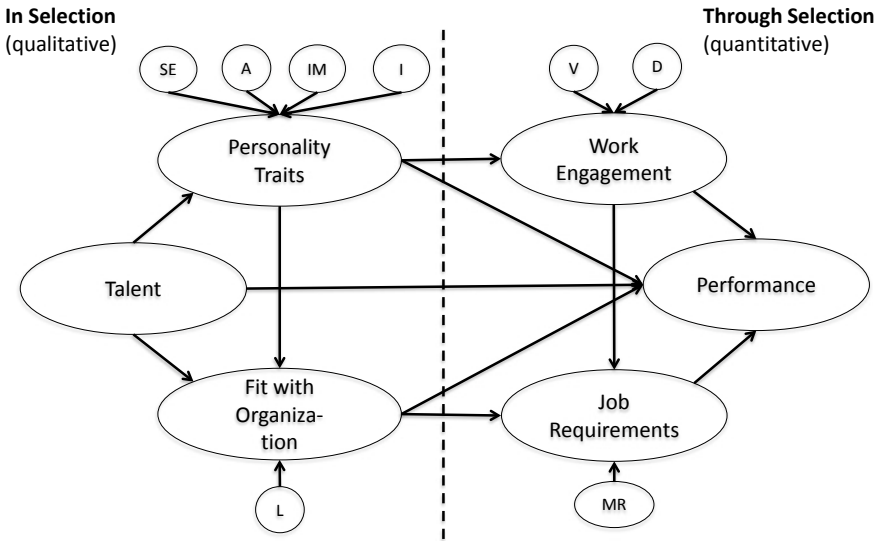 In Selection
(qualitative)
Through Selection
(quantitative)
SE
A
IM
I
V
D
Personality
Traits
Work
Engagement
Talent
Performance
Fit with
Organiza-
tion
Job
Requirements
L
MR